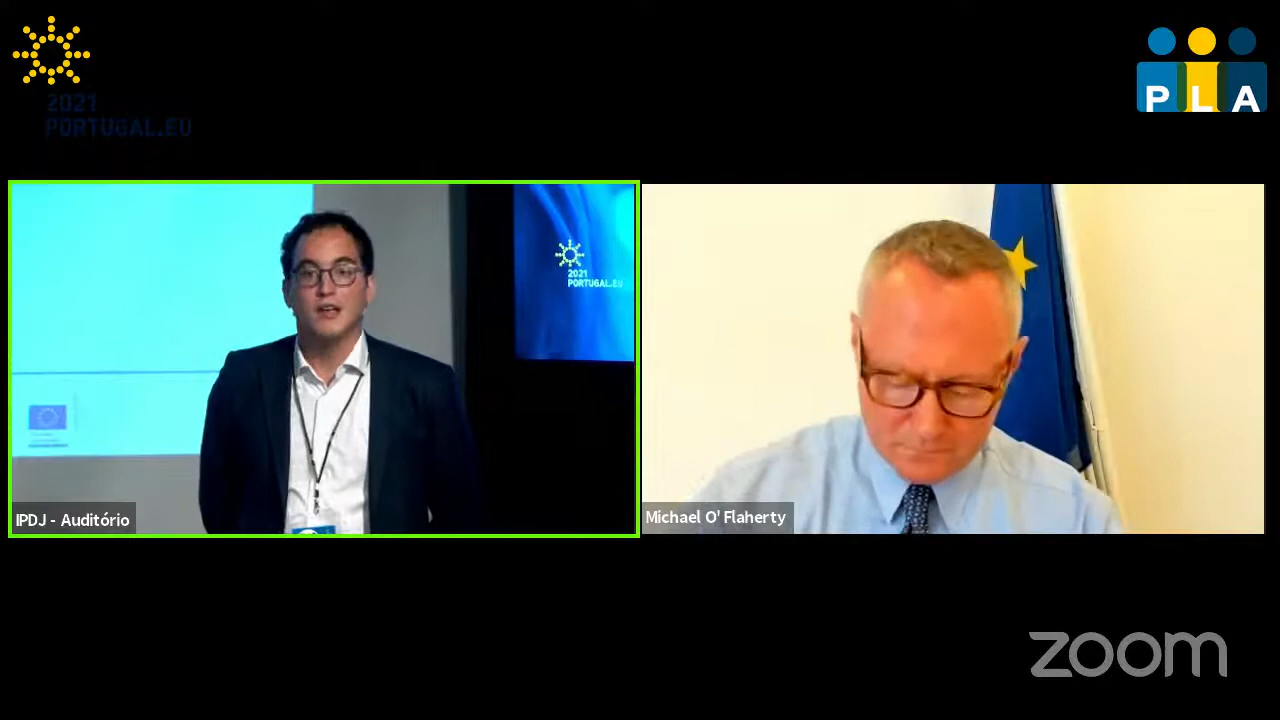 2021
PORTUGAL.EU
PLA
2021
PORTUGAL.EU
IPDJ - Auditório
Michael O' Flaherty
zoom